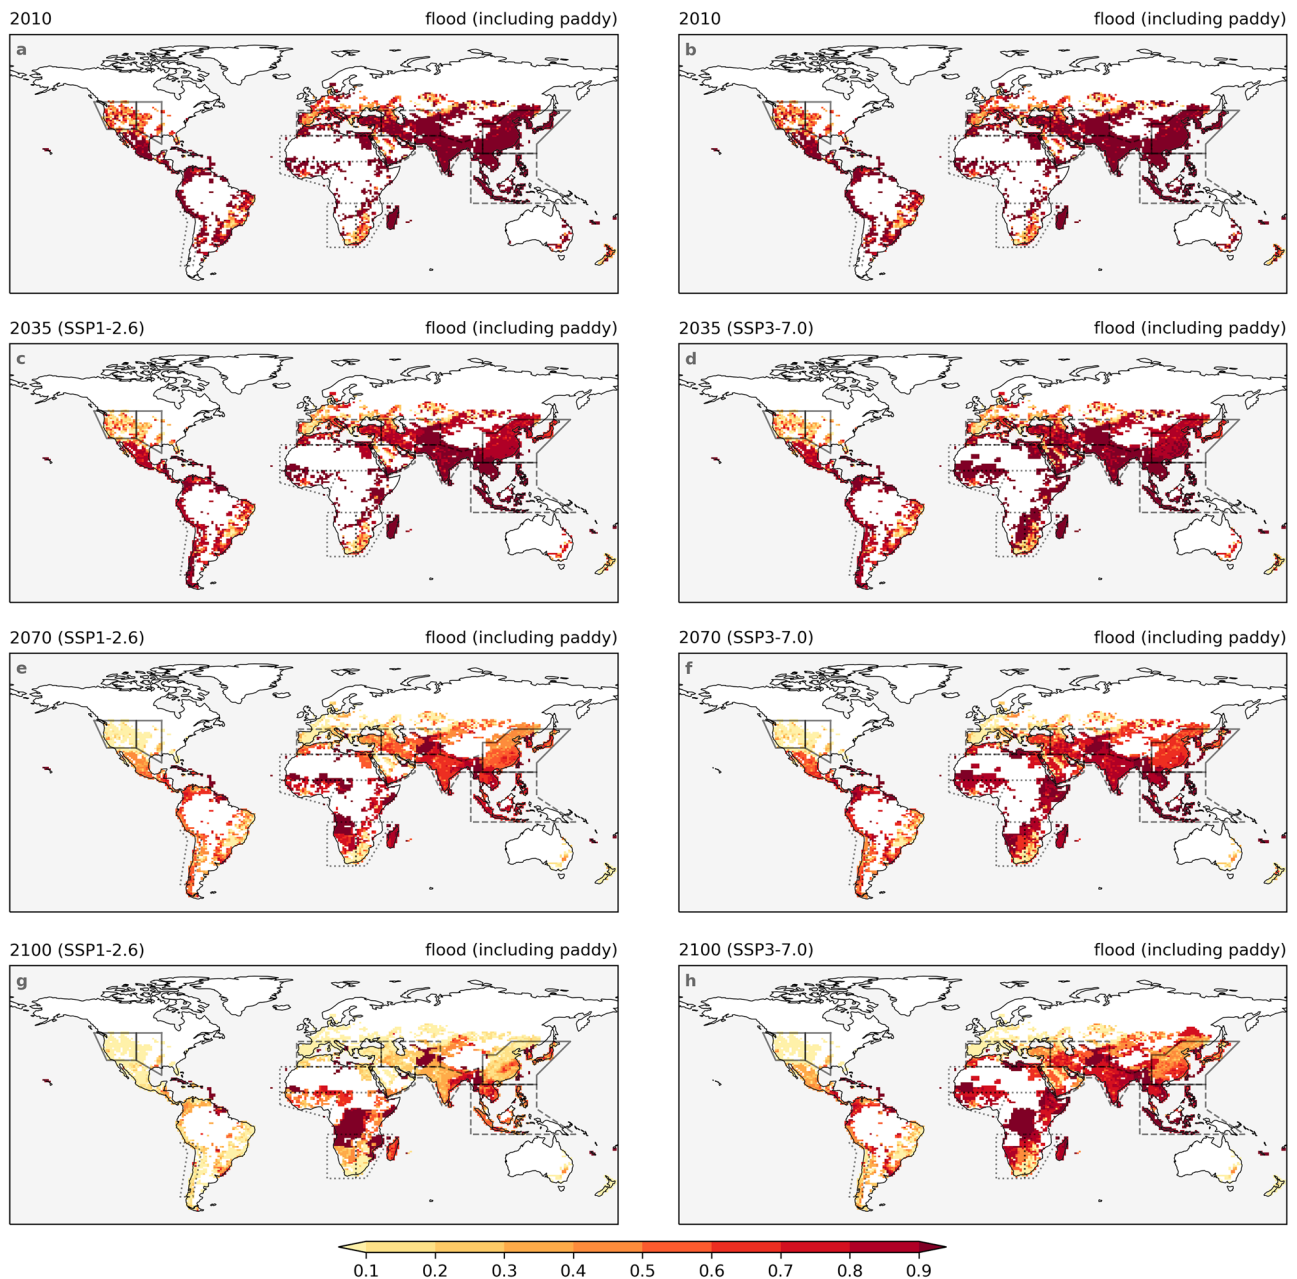 2010 flood (including paddy) 2010 flood (including paddy)
a b
2035 (SSP1-2.6) flood (including paddy) 2035 (SSP3-7.0) flood (including paddy)
c d
2070 (SSP1-2.6) flood (including paddy) 2070 (SSP3-7.0) flood (including paddy)
e f
2100 (SSP1-2.6) flood (including paddy) 2100 (SSP3-7.0) flood (including paddy)
g h
0.1 0.2 0.3 0.4 0.5 0.6 0.7 0.8 0.9